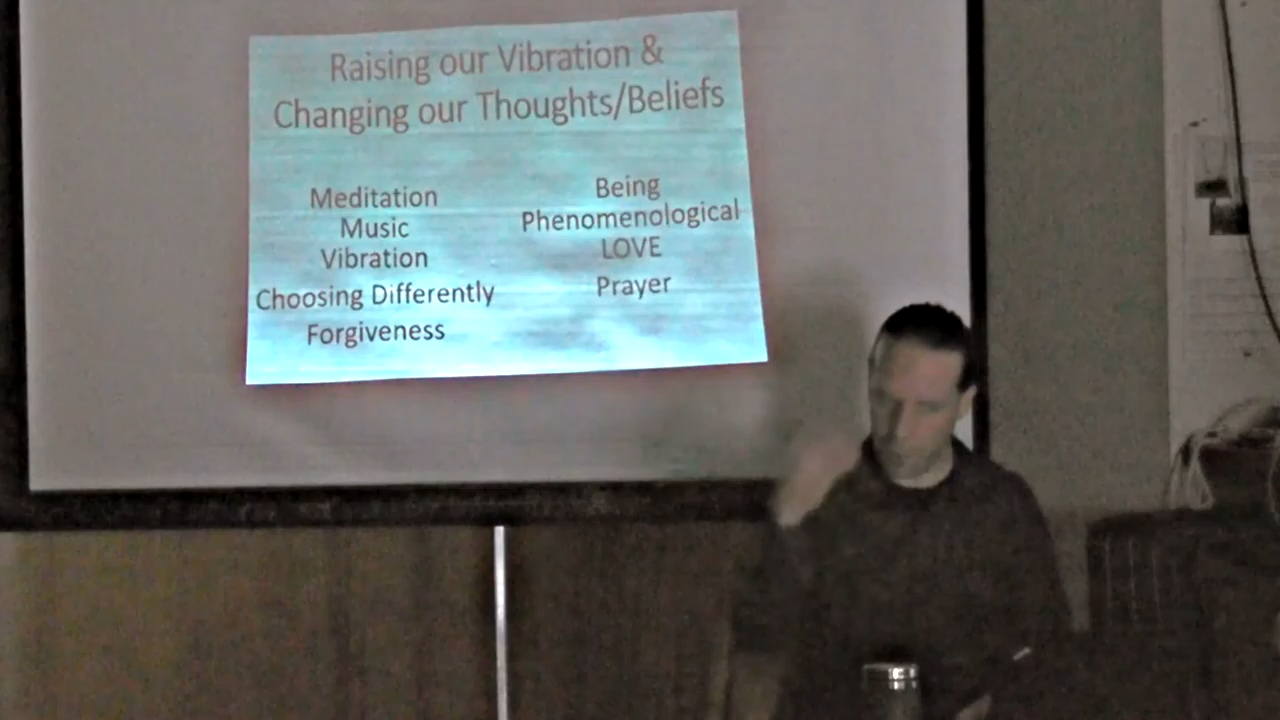 Raising our Vibration &
Changing our Thoughts/Beliefs
Meditation
Music
Vibration
Choosing Differently
Forgiveness
Being
Phenomenological
LOVE
Prayer